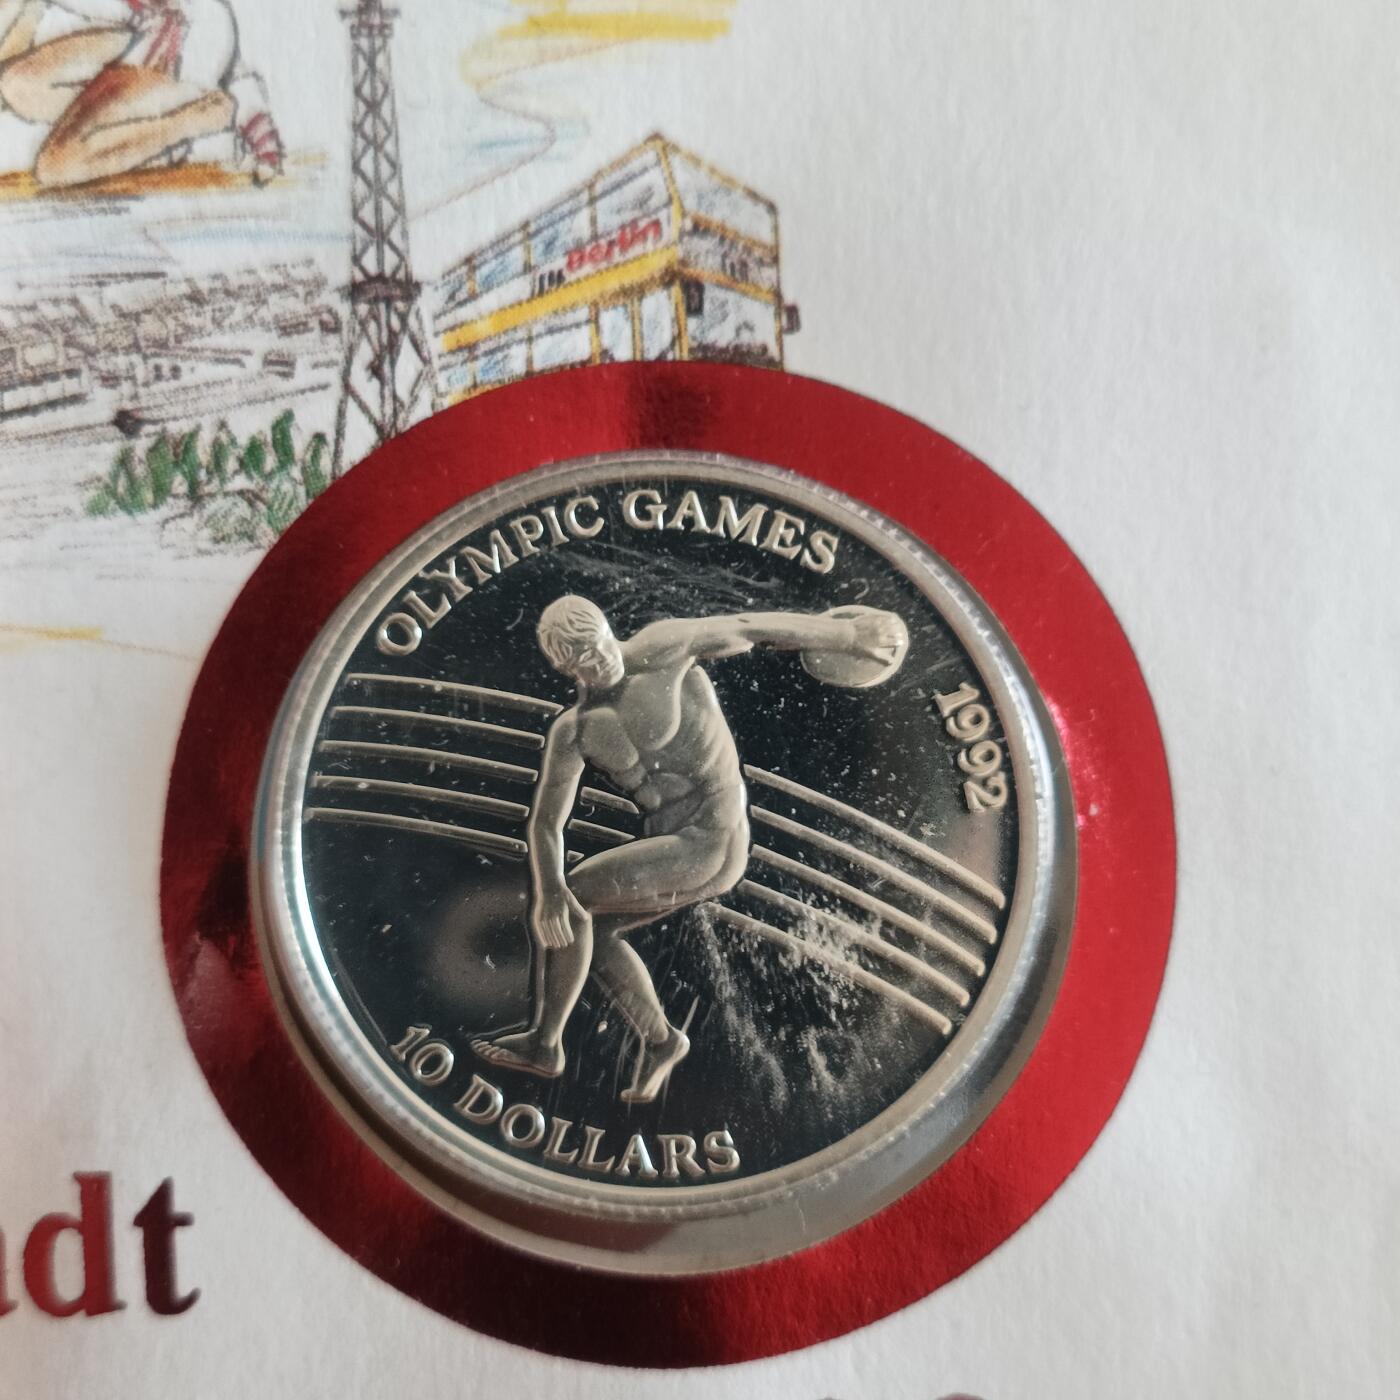 Berlin
OLYMPIC GAMES
1992
10 DOLLARS
adt